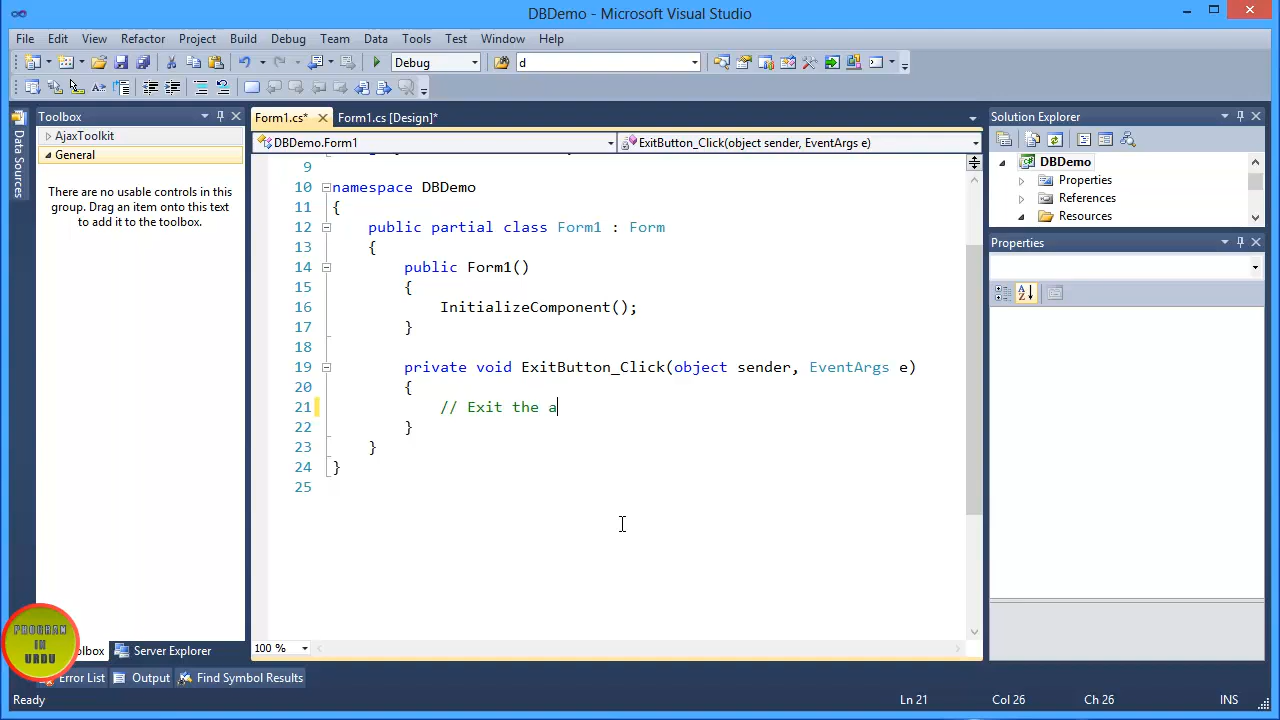 DBDemo - Microsoft Visual Studio
File Edit View Refactor Project Build Debug Team Data Tools Test Window Help
Debug d
Toolbox
AjaxToolkit
General
There are no usable controls in this
group. Drag an item onto this text
to add it to the toolbox.
Data Sources
Form1.cs* Form1.cs [Design]*
DBDemo.Form1 ExitButton_Click(object sender, EventArgs e)
9
10 namespace DBDemo
11 {
12 public partial class Form1 : Form
13 {
14 public Form1()
15 {
16 InitializeComponent();
17 }
18
19 private void ExitButton_Click(object sender, EventArgs e)
20 {
21 // Exit the a
22 }
23 }
24 }
25
100 %
Solution Explorer
DBDemo
Properties
References
Resources
Properties
PROGRAM
IN
URDU
Server Explorer
Error List Output Find Symbol Results
Ready Ln 21 Col 26 Ch 26 INS